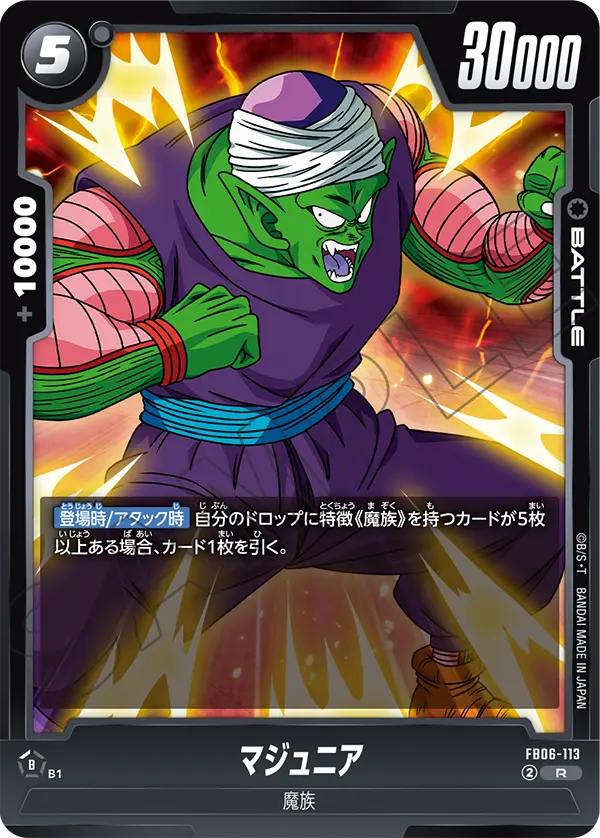 5
30000
+10000
BATTLE
登場時/アタック時 自分のドロップに特徴《魔族》を持つカードが5枚
以上ある場合、カード1枚を引く。
©B/S・T BANDAI MADE IN JAPAN
マジュニア
FB06-113
B
B1
② R
魔族